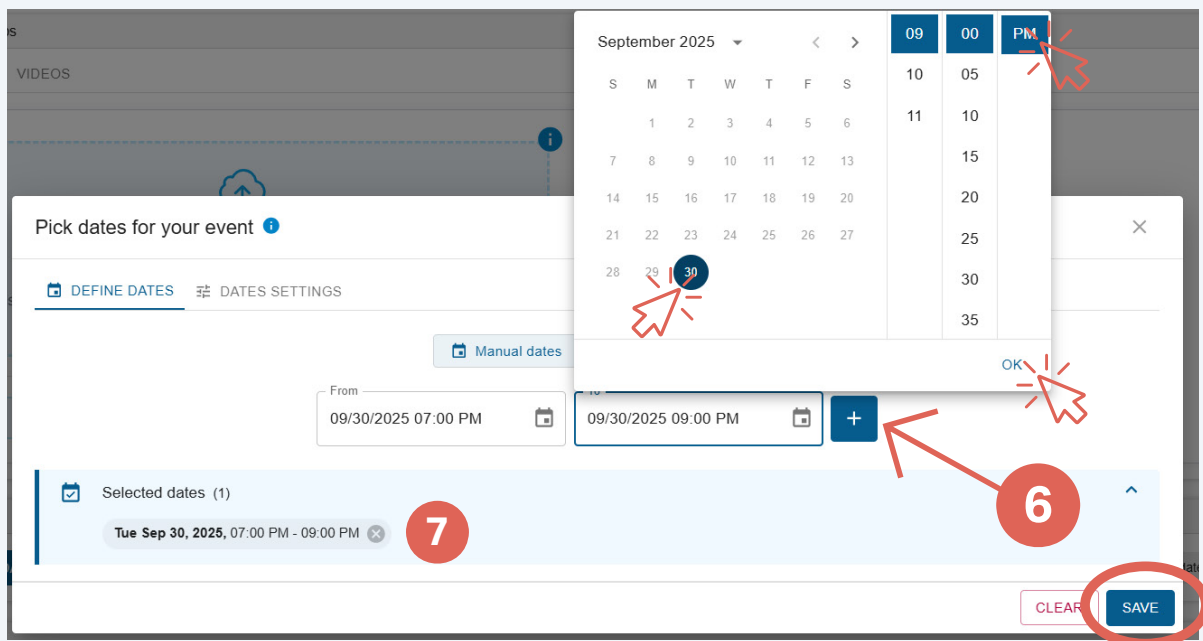 VIDEOS
September 2025
09 00 PM
S M T W T F S
10 05
1 2 3 4 5 6
11 10
7 8 9 10 11 12 13
15
14 15 16 17 18 19 20
20
21 22 23 24 25 26 27
25
28 29 30
30
35
OK
Pick dates for your event
DEFINE DATES
DATES SETTINGS
Manual dates
From
09/30/2025 07:00 PM
To
09/30/2025 09:00 PM
+
6
Selected dates (1)
Tue Sep 30, 2025, 07:00 PM - 09:00 PM
7
CLEAR
SAVE